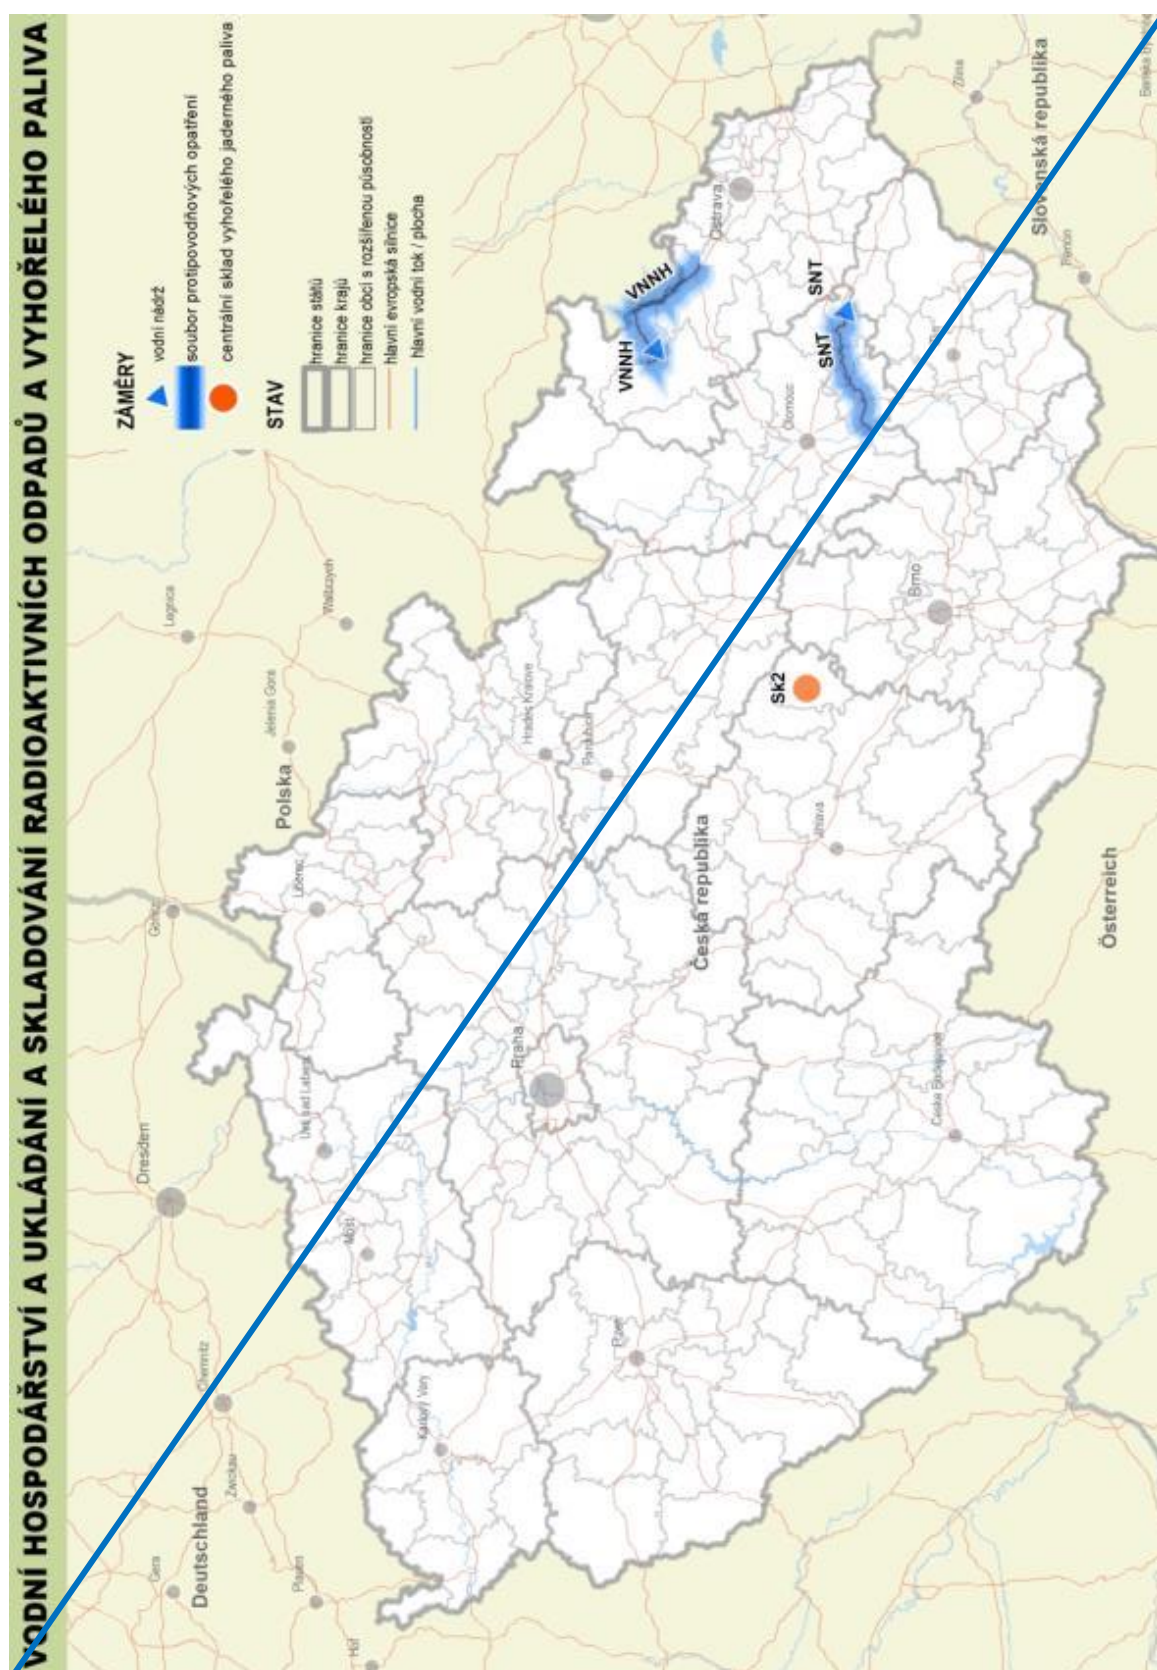 VODNÍ HOSPODÁŘSTVÍ A UKLÁDÁNÍ A SKLADOVÁNÍ RADIOAKTIVNÍCH ODPADŮ A VYHOŘELÉHO PALIVA
ZÁMĚRY
vodní nádrž
soubor protipovodňových opatření
centrální sklad vyhořelého jaderného paliva
STAV
hranice států
hranice krajů
hranice obcí s rozšířenou působností
hlavní evropská silnice
hlavní vodní tok / plocha
Legnica
Wałbrzych
Jelenia Gora
Polska
Dresden
Liberec
Ústí nad Labem
Most
Chemnitz
Zwickau
Deutschland
Gera
Plauen
Hof
Karlovy Vary
Plzeň
Praha
Hradec Králové
Pardubice
Česká republika
Jihlava
České Budějovice
Österreich
Brno
Sk2
Olomouc
Ostrava
VNNH
VNNH
SNT
SNT
Žilina
Slovenská republika